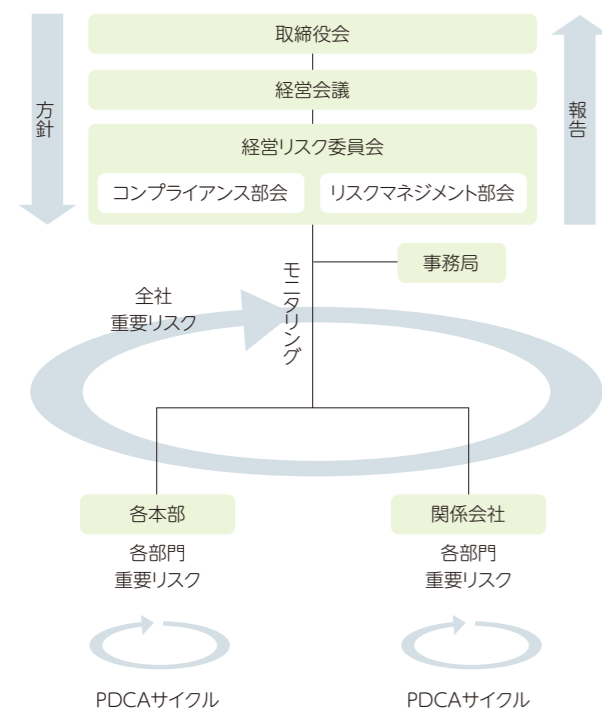 取締役会
経営会議
経営リスク委員会
コンプライアンス部会
リスクマネジメント部会
方針
報告
事務局
モニタリング
全社
重要リスク
各本部
各部門
重要リスク
PDCAサイクル
関係会社
各部門
重要リスク
PDCAサイクル